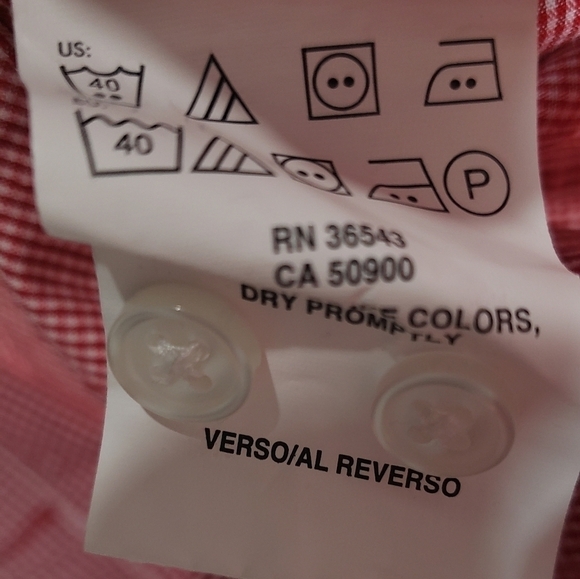 US:
40
40
P
RN 36543
CA 50900
COLORS,
DRY PROMPTLY
VERSO/AL REVERSO